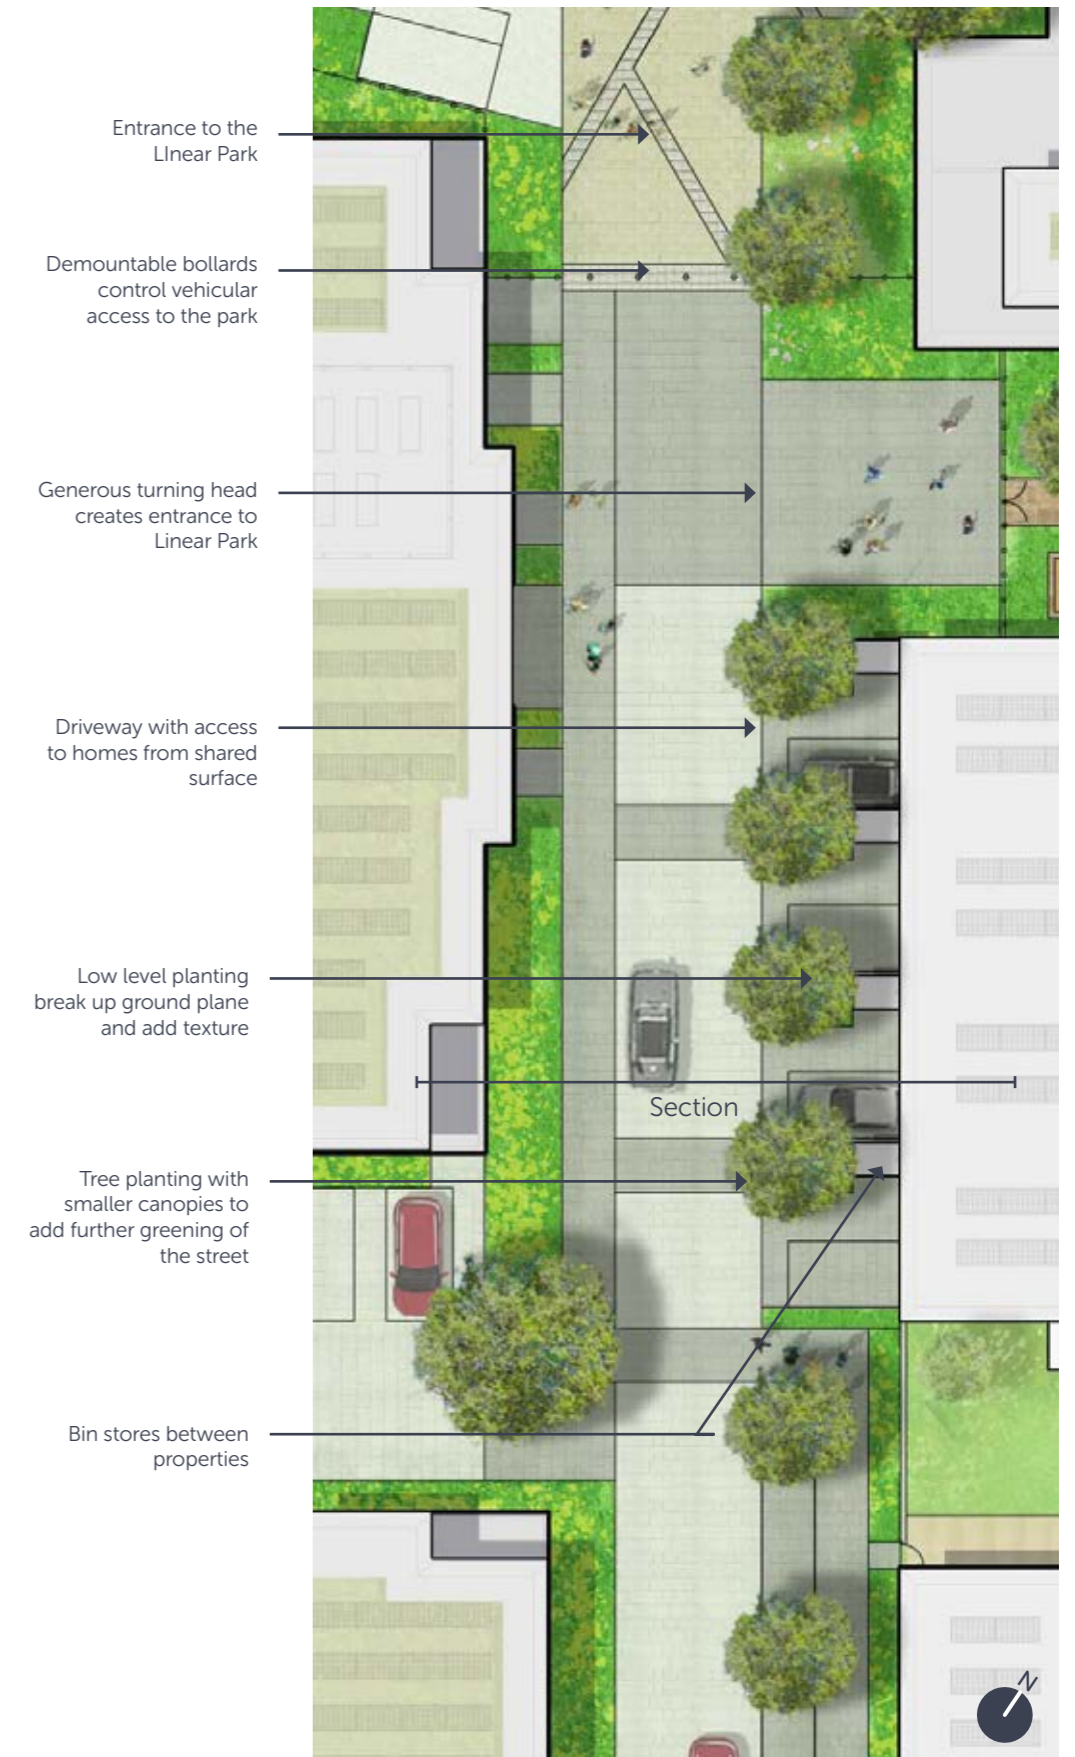 Entrance to the
LInear Park
Demountable bollards
control vehicular
access to the park
Generous turning head
creates entrance to
Linear Park
Driveway with access
to homes from shared
surface
Low level planting
break up ground plane
and add texture
Section
Tree planting with
smaller canopies to
add further greening of
the street
Bin stores between
properties
N